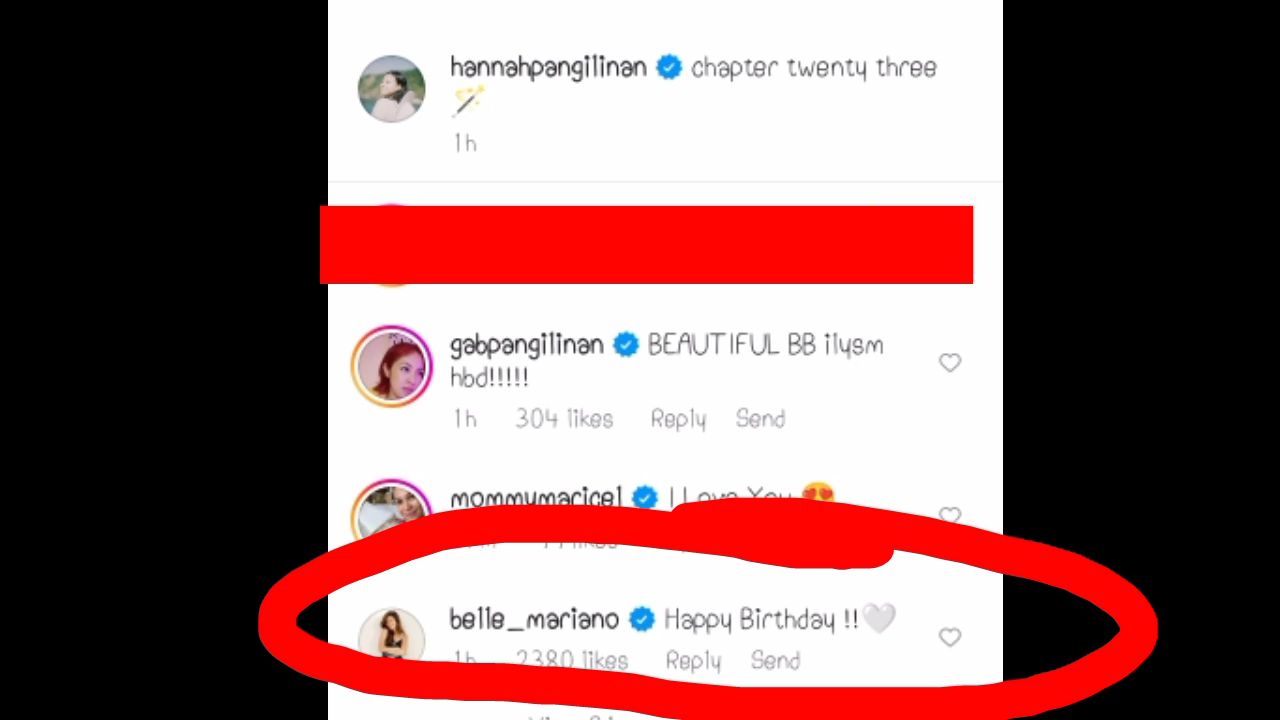 hannahpangilinan chapter twenty three
🪄
1h
gabpangilinan BEAUTIFUL BB ilysm
hbd!!!!!
1h 304 likes Reply Send
mommymaricel I Love You 😍
likes
belle_mariano Happy Birthday !!🤍
1h 2380 likes Reply Send